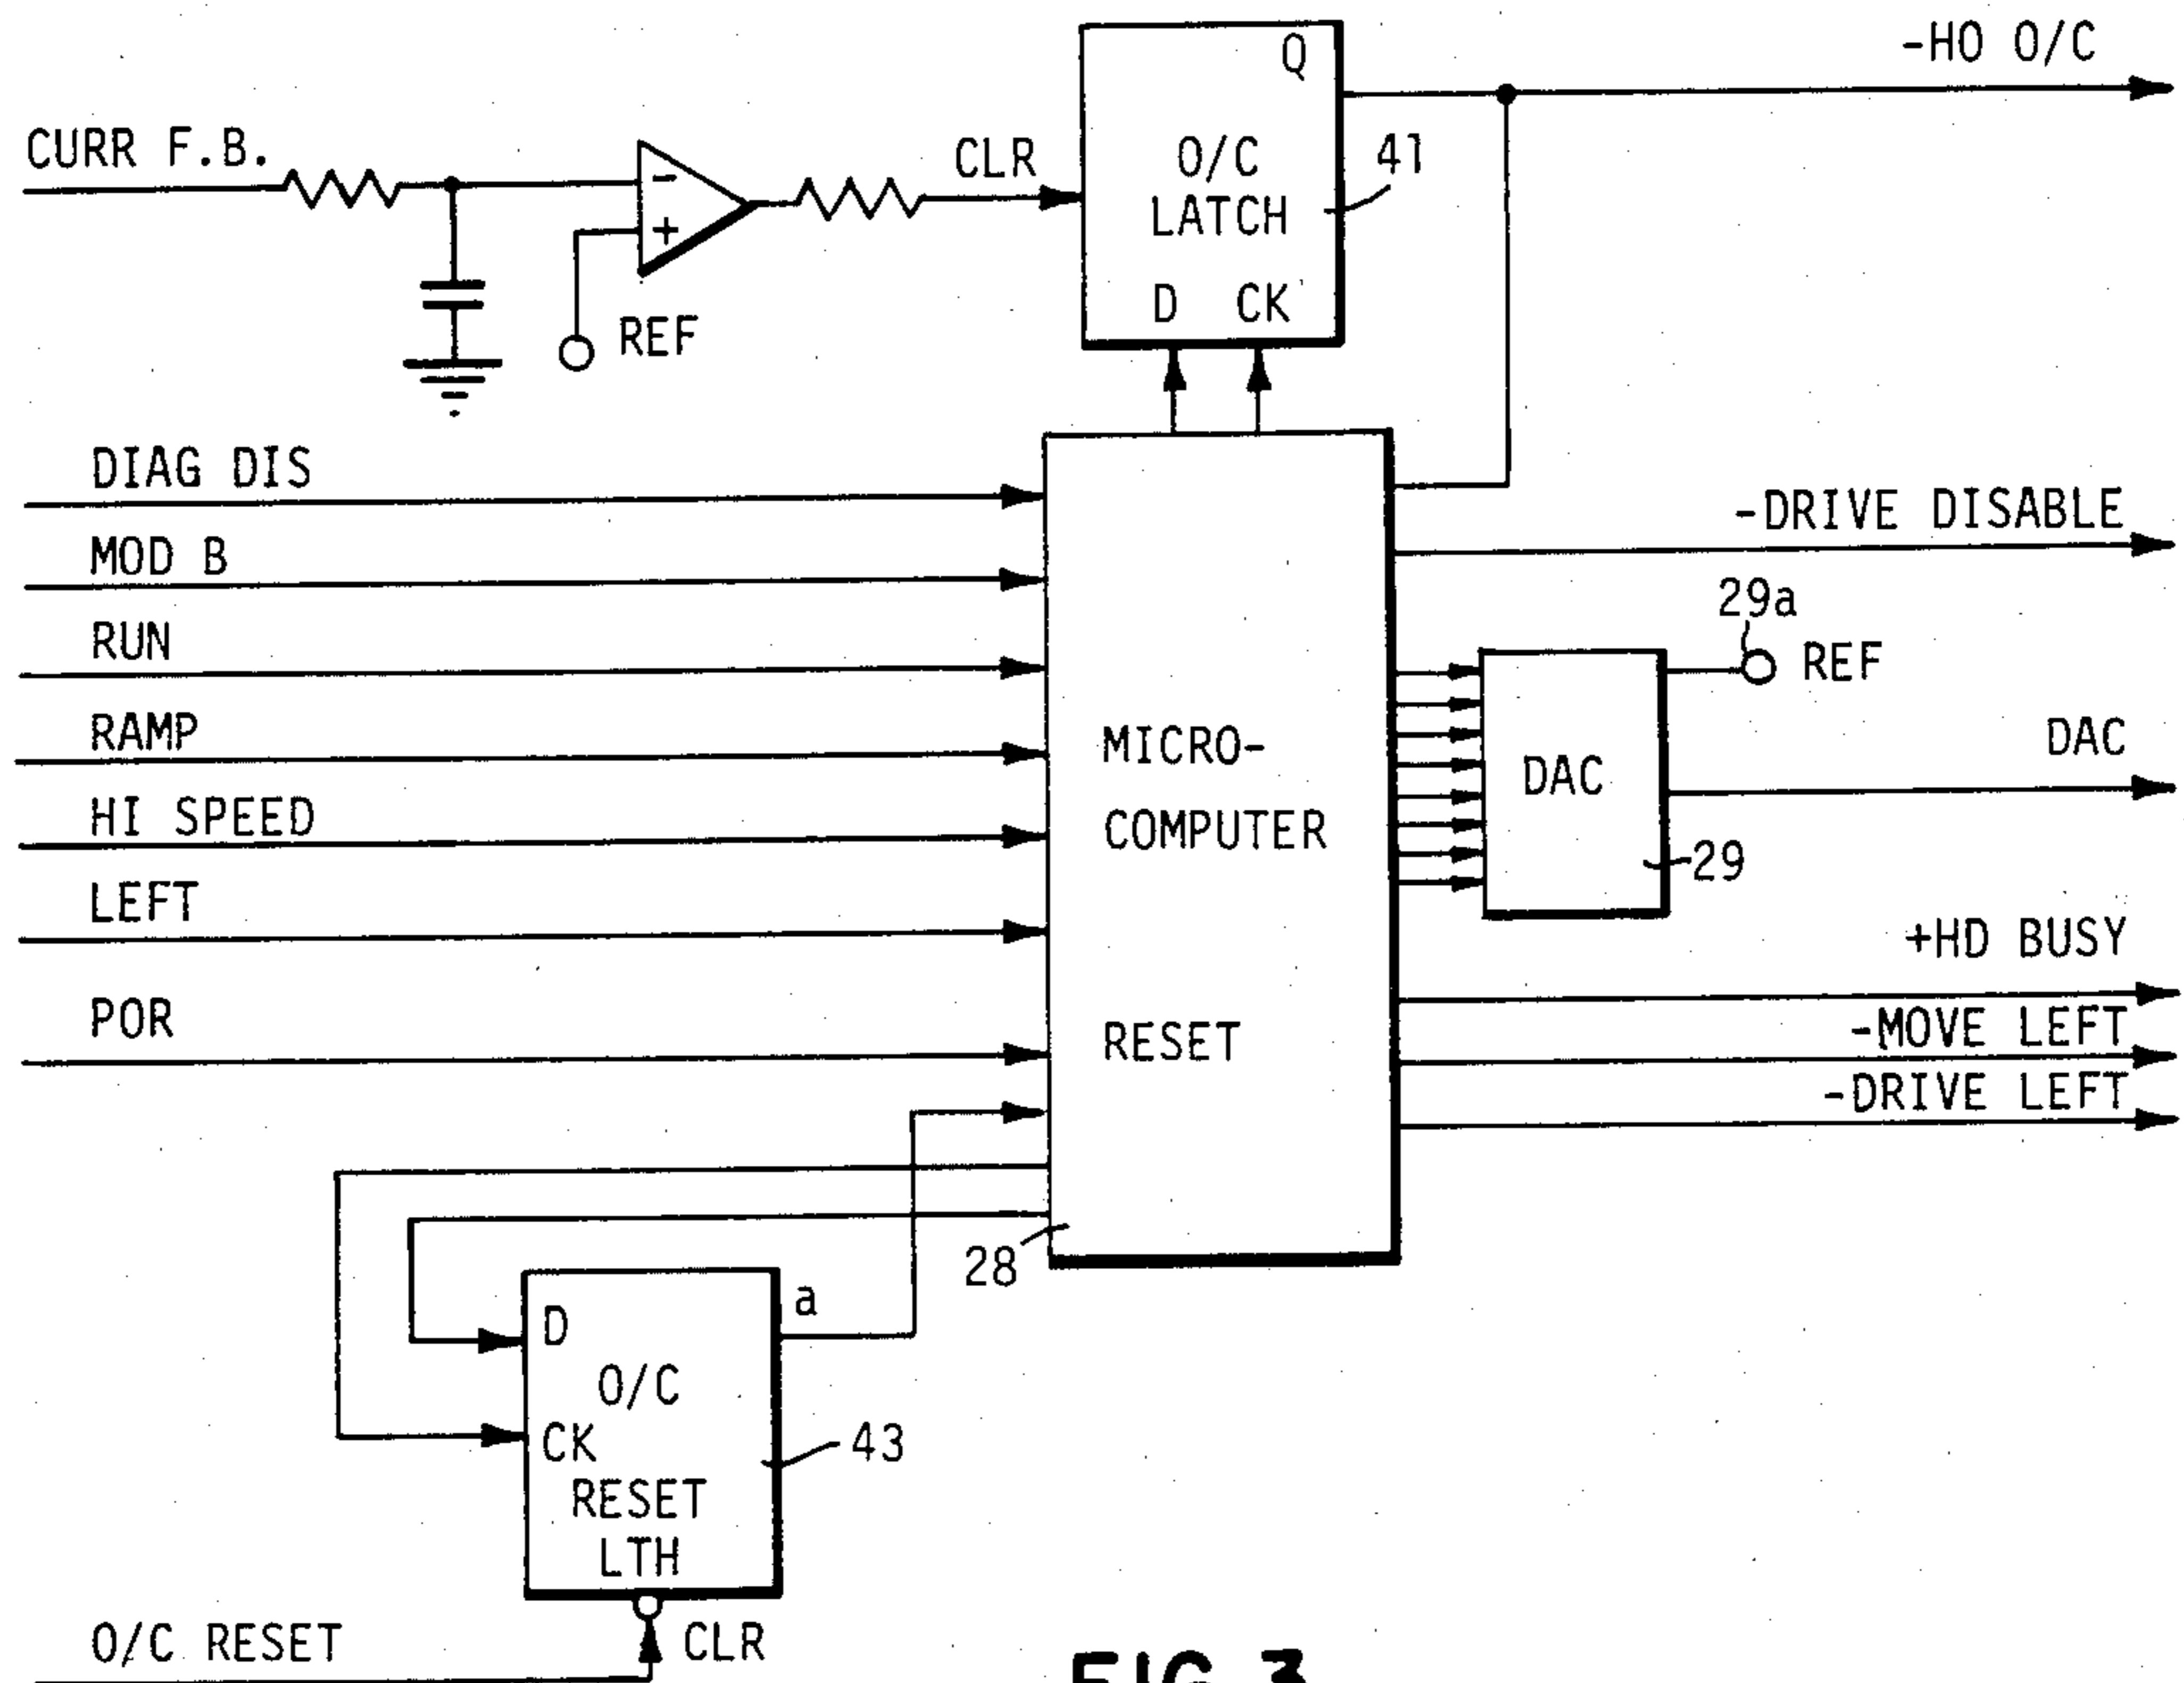 -HO O/C
Q
CURR F.B.
CLR
O/C
LATCH
41
-
+
REF
D CK
DIAG DIS
-DRIVE DISABLE
MOD B
29a
RUN
REF
RAMP
MICRO-
DAC
DAC
HI SPEED
COMPUTER
29
LEFT
+HD BUSY
POR
RESET
-MOVE LEFT
-DRIVE LEFT
28
D
a
O/C
CK
43
RESET
LTH
O/C RESET
CLR
FIG 3